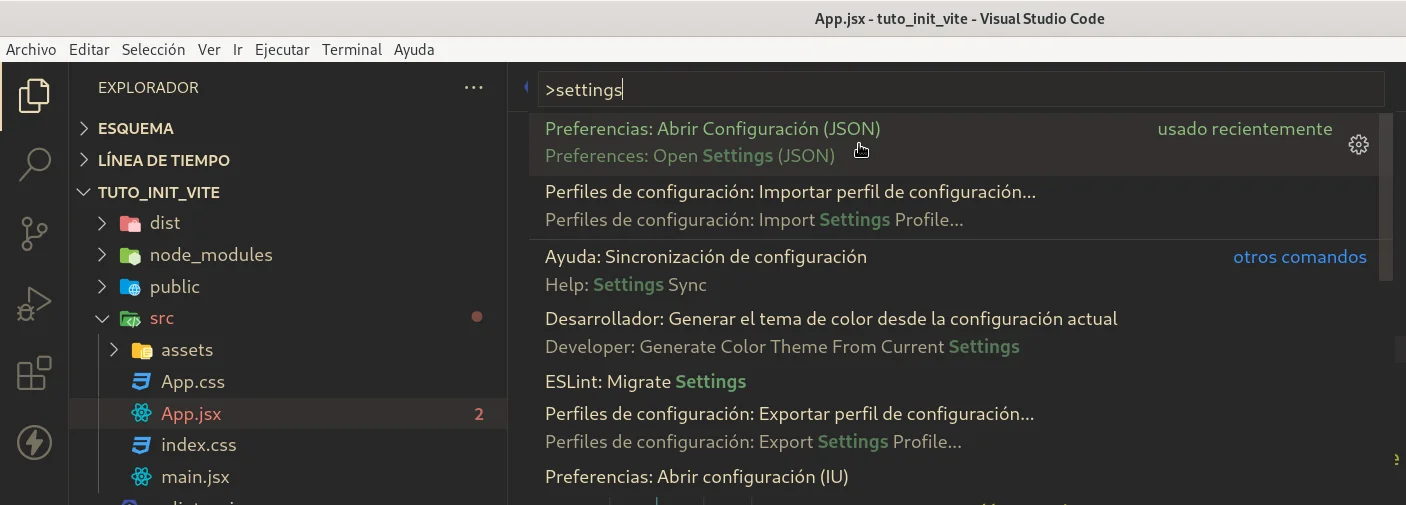 App.jsx - tuto_init_vite - Visual Studio Code
Archivo Editar Selección Ver Ir Ejecutar Terminal Ayuda
EXPLORADOR
ESQUEMA
LÍNEA DE TIEMPO
TUTO_INIT_VITE
dist
node_modules
public
src
assets
App.css
App.jsx 2
index.css
main.jsx
>settings
Preferencias: Abrir Configuración (JSON) usado recientemente
Preferences: Open Settings (JSON)
Perfiles de configuración: Importar perfil de configuración...
Perfiles de configuración: Import Settings Profile...
Ayuda: Sincronización de configuración otros comandos
Help: Settings Sync
Desarrollador: Generar el tema de color desde la configuración actual
Developer: Generate Color Theme From Current Settings
ESLint: Migrate Settings
Perfiles de configuración: Exportar perfil de configuración...
Perfiles de configuración: Export Settings Profile...
Preferencias: Abrir configuración (IU)